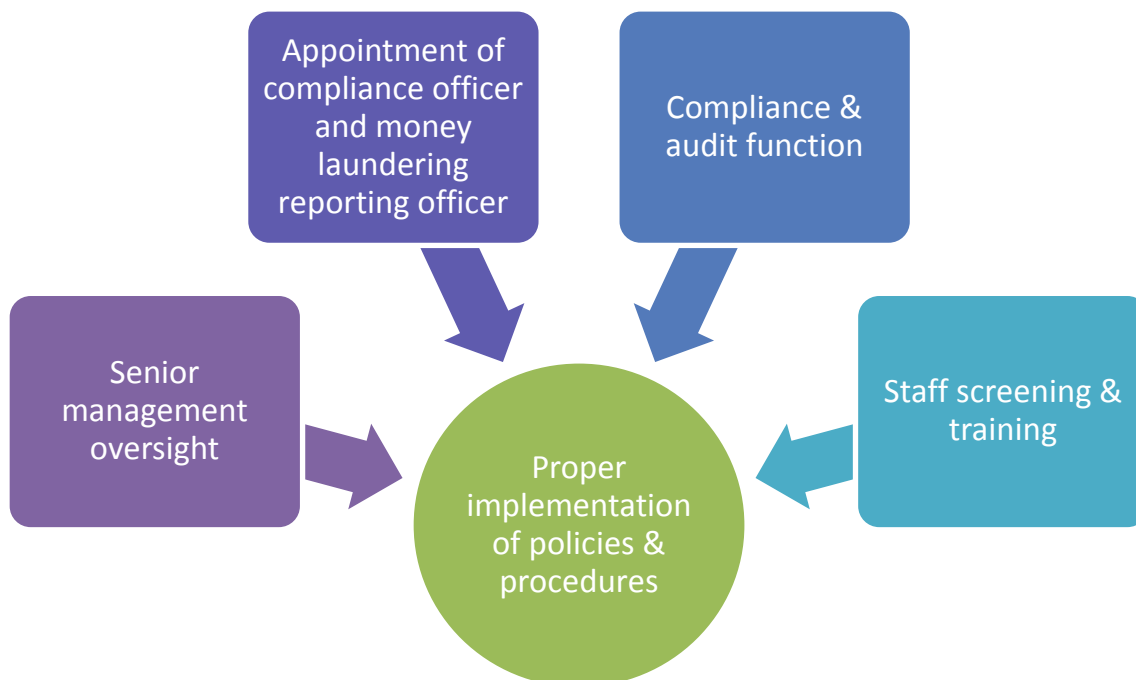 Appointment of
compliance officer
and money
laundering
reporting officer
Compliance &
audit function
Senior
management
oversight
Staff screening &
training
Proper
implementation
of policies &
procedures